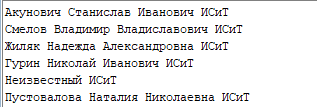 Акунович Станислав Иванович ИСиТ
Смелов Владимир Владиславович ИСиТ
Жиляк Надежда Александровна ИСиТ
Гурин Николай Иванович ИСиТ
Неизвестный ИСиТ
Пустовалова Наталия Николаевна ИСиТ